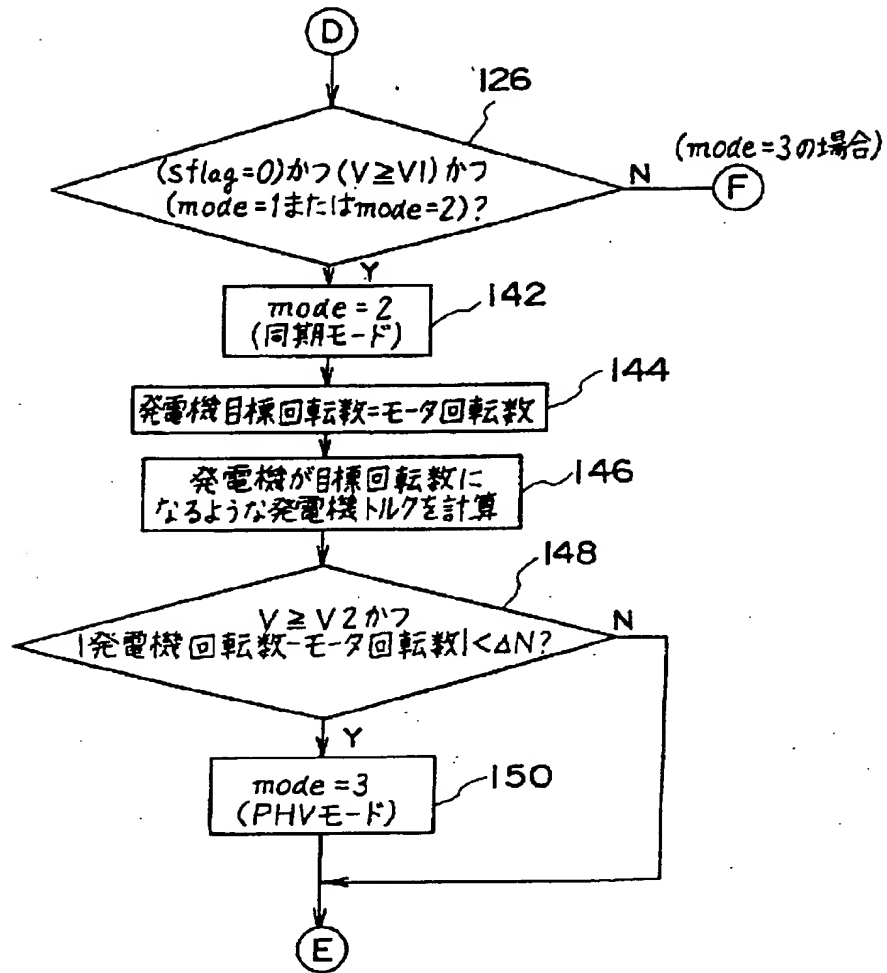 D
126
(sflag=0)かつ(V≧V1)かつ
(mode=1またはmode=2)?
N
(mode=3の場合)
F
Y
mode=2
(同期モード)
142
発電機目標回転数=モータ回転数
144
発電機が目標回転数に
なるような発電機トルクを計算
146
148
V≧V2かつ
|発電機回転数-モータ回転数|<ΔN?
N
Y
mode=3
(PHVモード)
150
E